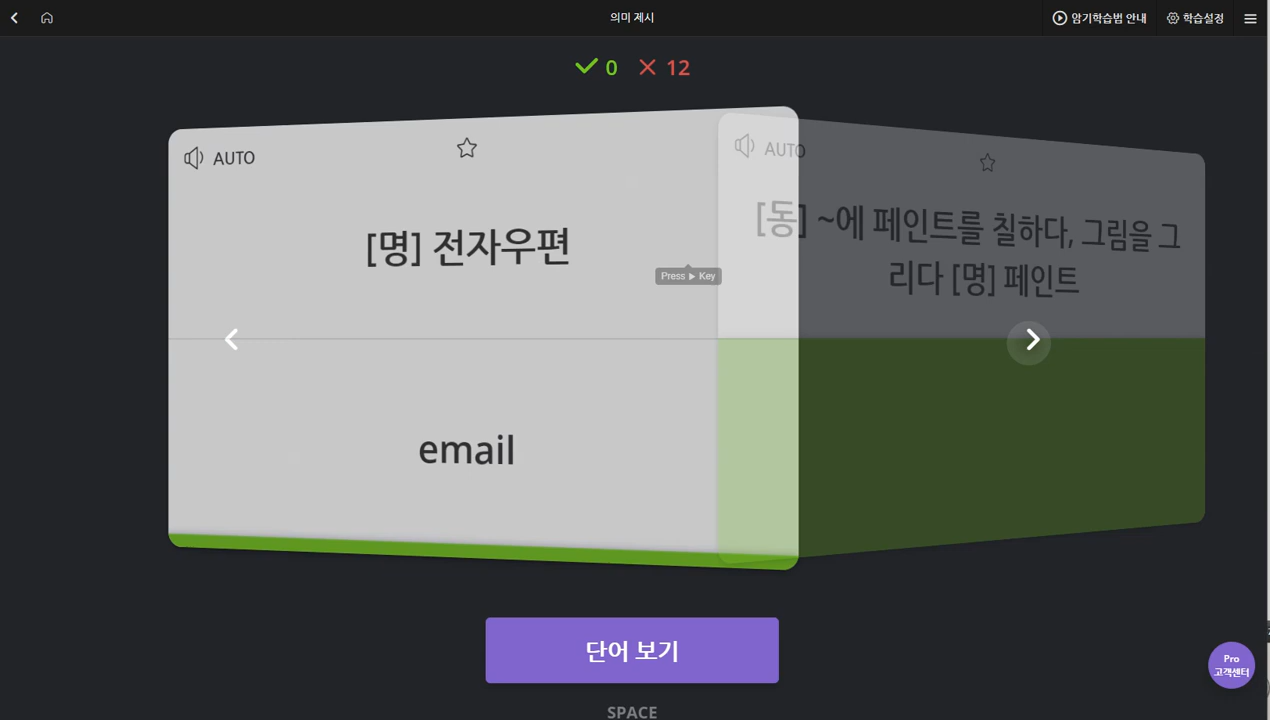 의미 제시
암기학습법 안내
학습설정
0
12
AUTO
[명] 전자우편
email
AUTO
[동] ~에 페인트를 칠하다, 그림을 그
리다 [명] 페인트
Press ▶ Key
단어 보기
SPACE
Pro
고객센터